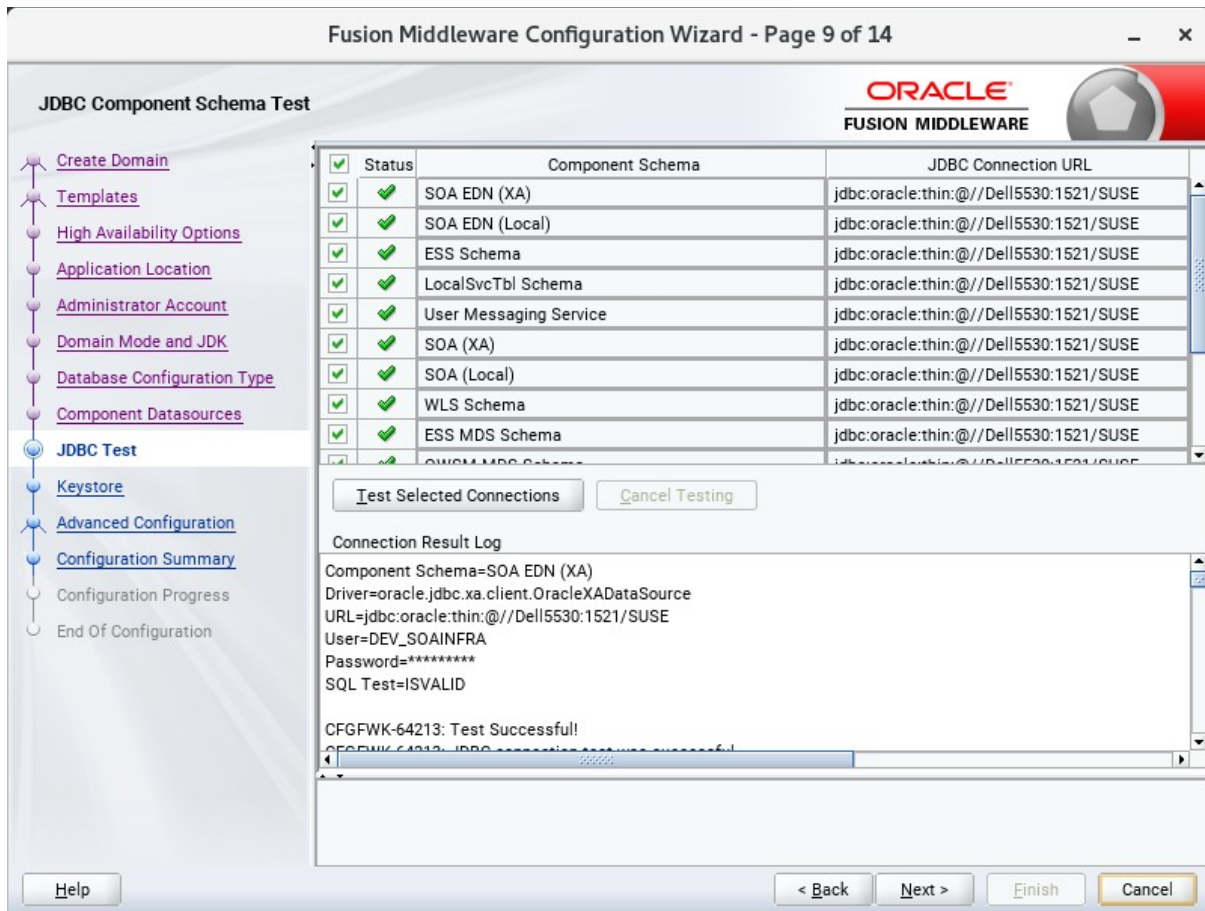 Fusion Middleware Configuration Wizard - Page 9 of 14
JDBC Component Schema Test
ORACLE
FUSION MIDDLEWARE
Create Domain
Templates
High Availability Options
Application Location
Administrator Account
Domain Mode and JDK
Database Configuration Type
Component Datasources
JDBC Test
Keystore
Advanced Configuration
Configuration Summary
Configuration Progress
End Of Configuration
Status Component Schema JDBC Connection URL
SOA EDN (XA) jdbc:oracle:thin:@//Dell5530:1521/SUSE
SOA EDN (Local) jdbc:oracle:thin:@//Dell5530:1521/SUSE
ESS Schema jdbc:oracle:thin:@//Dell5530:1521/SUSE
LocalSvcTbl Schema jdbc:oracle:thin:@//Dell5530:1521/SUSE
User Messaging Service jdbc:oracle:thin:@//Dell5530:1521/SUSE
SOA (XA) jdbc:oracle:thin:@//Dell5530:1521/SUSE
SOA (Local) jdbc:oracle:thin:@//Dell5530:1521/SUSE
WLS Schema jdbc:oracle:thin:@//Dell5530:1521/SUSE
ESS MDS Schema jdbc:oracle:thin:@//Dell5530:1521/SUSE
Test Selected Connections Cancel Testing
Connection Result Log
Component Schema=SOA EDN (XA)
Driver=oracle.jdbc.xa.client.OracleXADataSource
URL=jdbc:oracle:thin:@//Dell5530:1521/SUSE
User=DEV_SOAINFRA
Password=*********
SQL Test=ISVALID
CFGFWK-64213: Test Successful!
CFGFWK-64213: JDBC connection test was successful
Help < Back Next > Finish Cancel